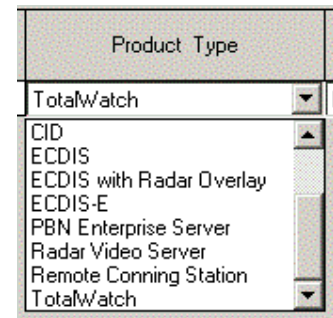 Product Type
TotalWatch
CID
ECDIS
ECDIS with Radar Overlay
ECDIS-E
PBN Enterprise Server
Radar Video Server
Remote Conning Station
TotalWatch